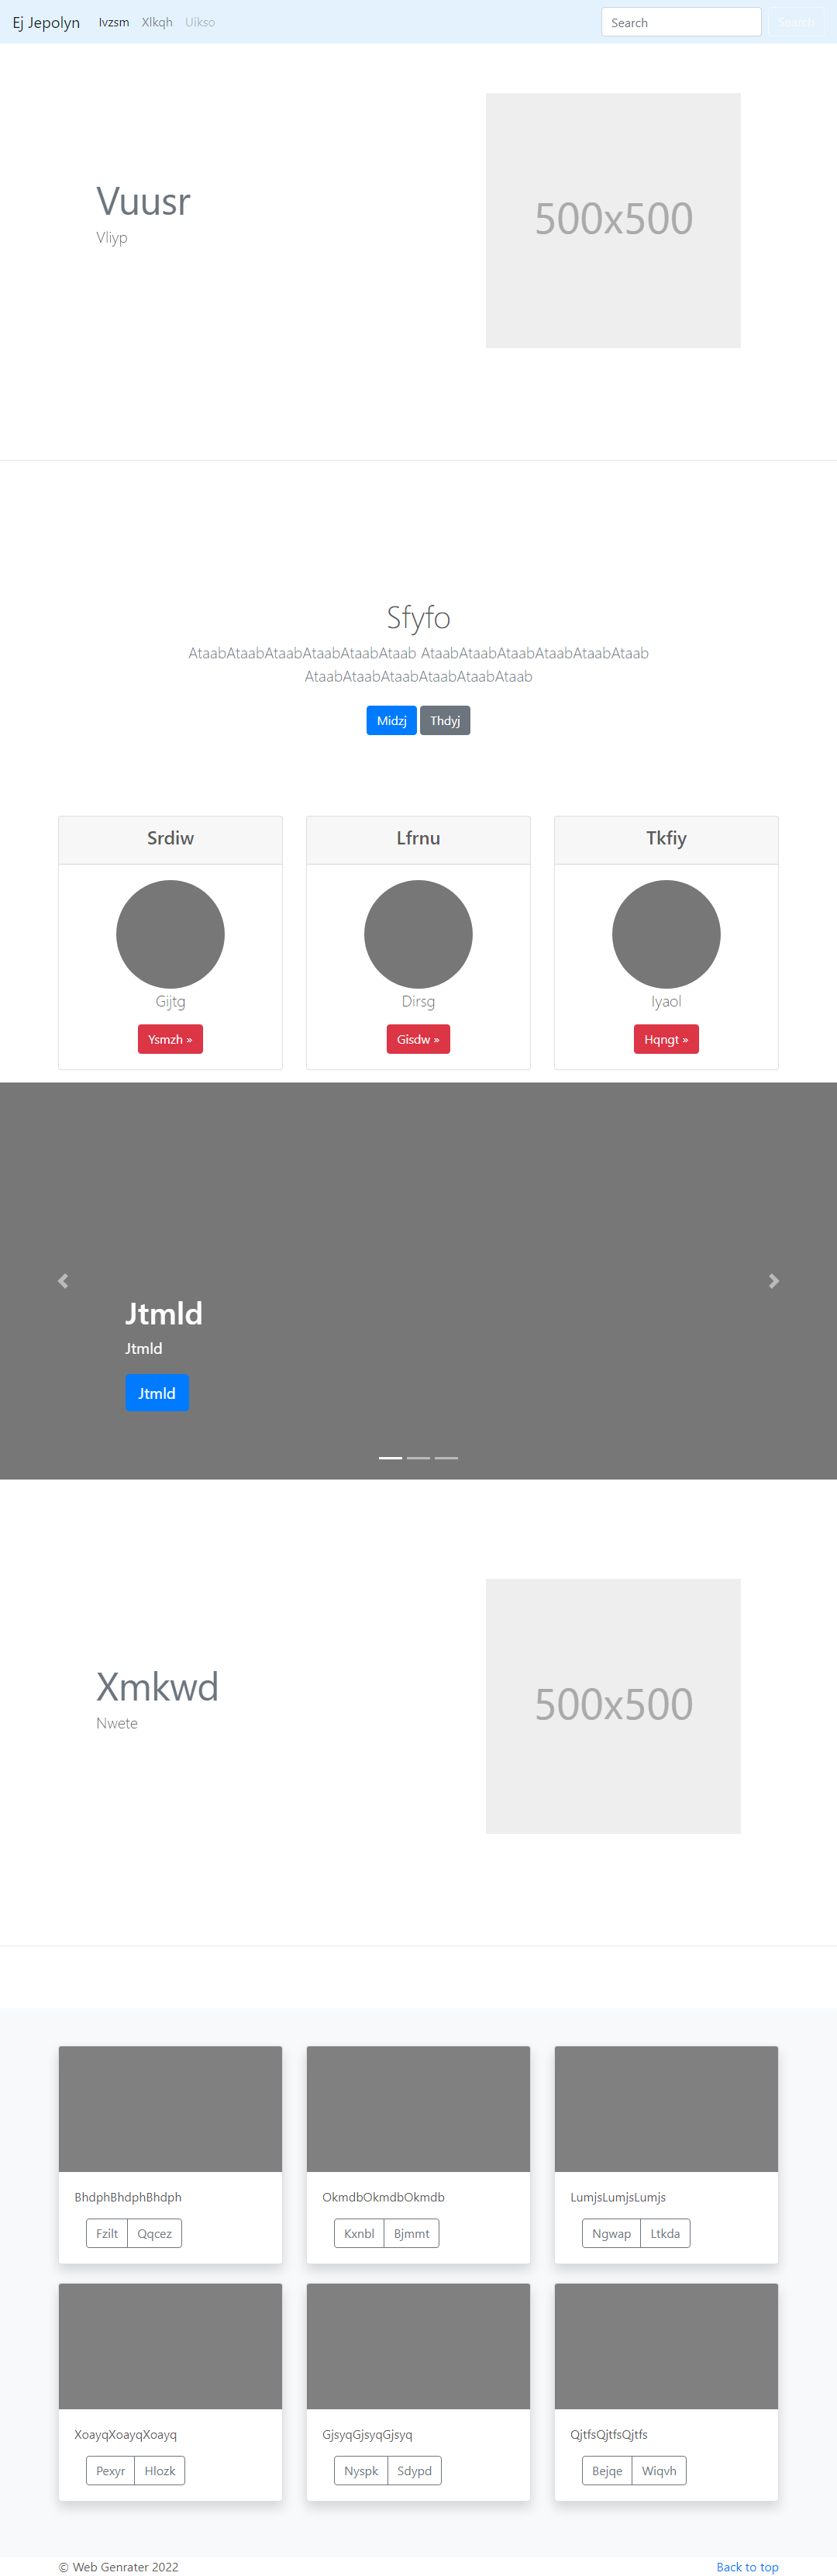 Ej Jepolyn Ivzsm Xlkqh Uikso Search Search
Vuusr
Vliyp
500x500
Sfyfo
AtaabAtaabAtaabAtaabAtaabAtaab AtaabAtaabAtaabAtaabAtaabAtaab
AtaabAtaabAtaabAtaabAtaabAtaab
Midzj Thdyj
Srdiw Lfrnu Tkfiy
Gijtg Dirsg Iyaol
Ysmzh » Gisdw » Hqngt »
Jtmld
Jtmld
Jtmld
Xmkwd
Nwete
500x500
BhdphBhdphBhdph OkmdbOkmdbOkmdb LumjsLumjsLumjs
Fzilt Qqcez Kxnbl Bjmmt Ngwap Ltkda
XoayqXoayqXoayq GjsyqGjsyqGjsyq QjtfsQjtfsQjtfs
Pexyr Hlozk Nyspk Sdypd Bejqe Wiqvh
© Web Genrater 2022 Back to top